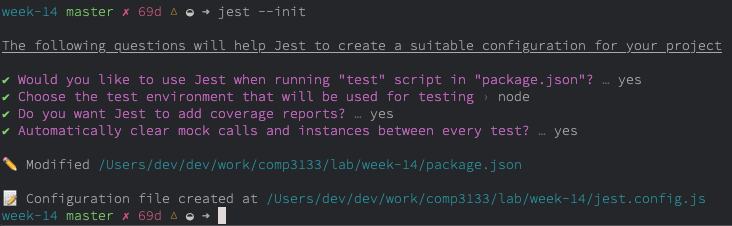 week-14 master ✗ 69d △ ◒ ➜ jest --init
The following questions will help Jest to create a suitable configuration for your project
✔ Would you like to use Jest when running "test" script in "package.json"? … yes
✔ Choose the test environment that will be used for testing › node
✔ Do you want Jest to add coverage reports? … yes
✔ Automatically clear mock calls and instances between every test? … yes
✏️ Modified /Users/dev/dev/work/comp3133/lab/week-14/package.json
📝 Configuration file created at /Users/dev/dev/work/comp3133/lab/week-14/jest.config.js
week-14 master ✗ 69d △ ◒ ➜